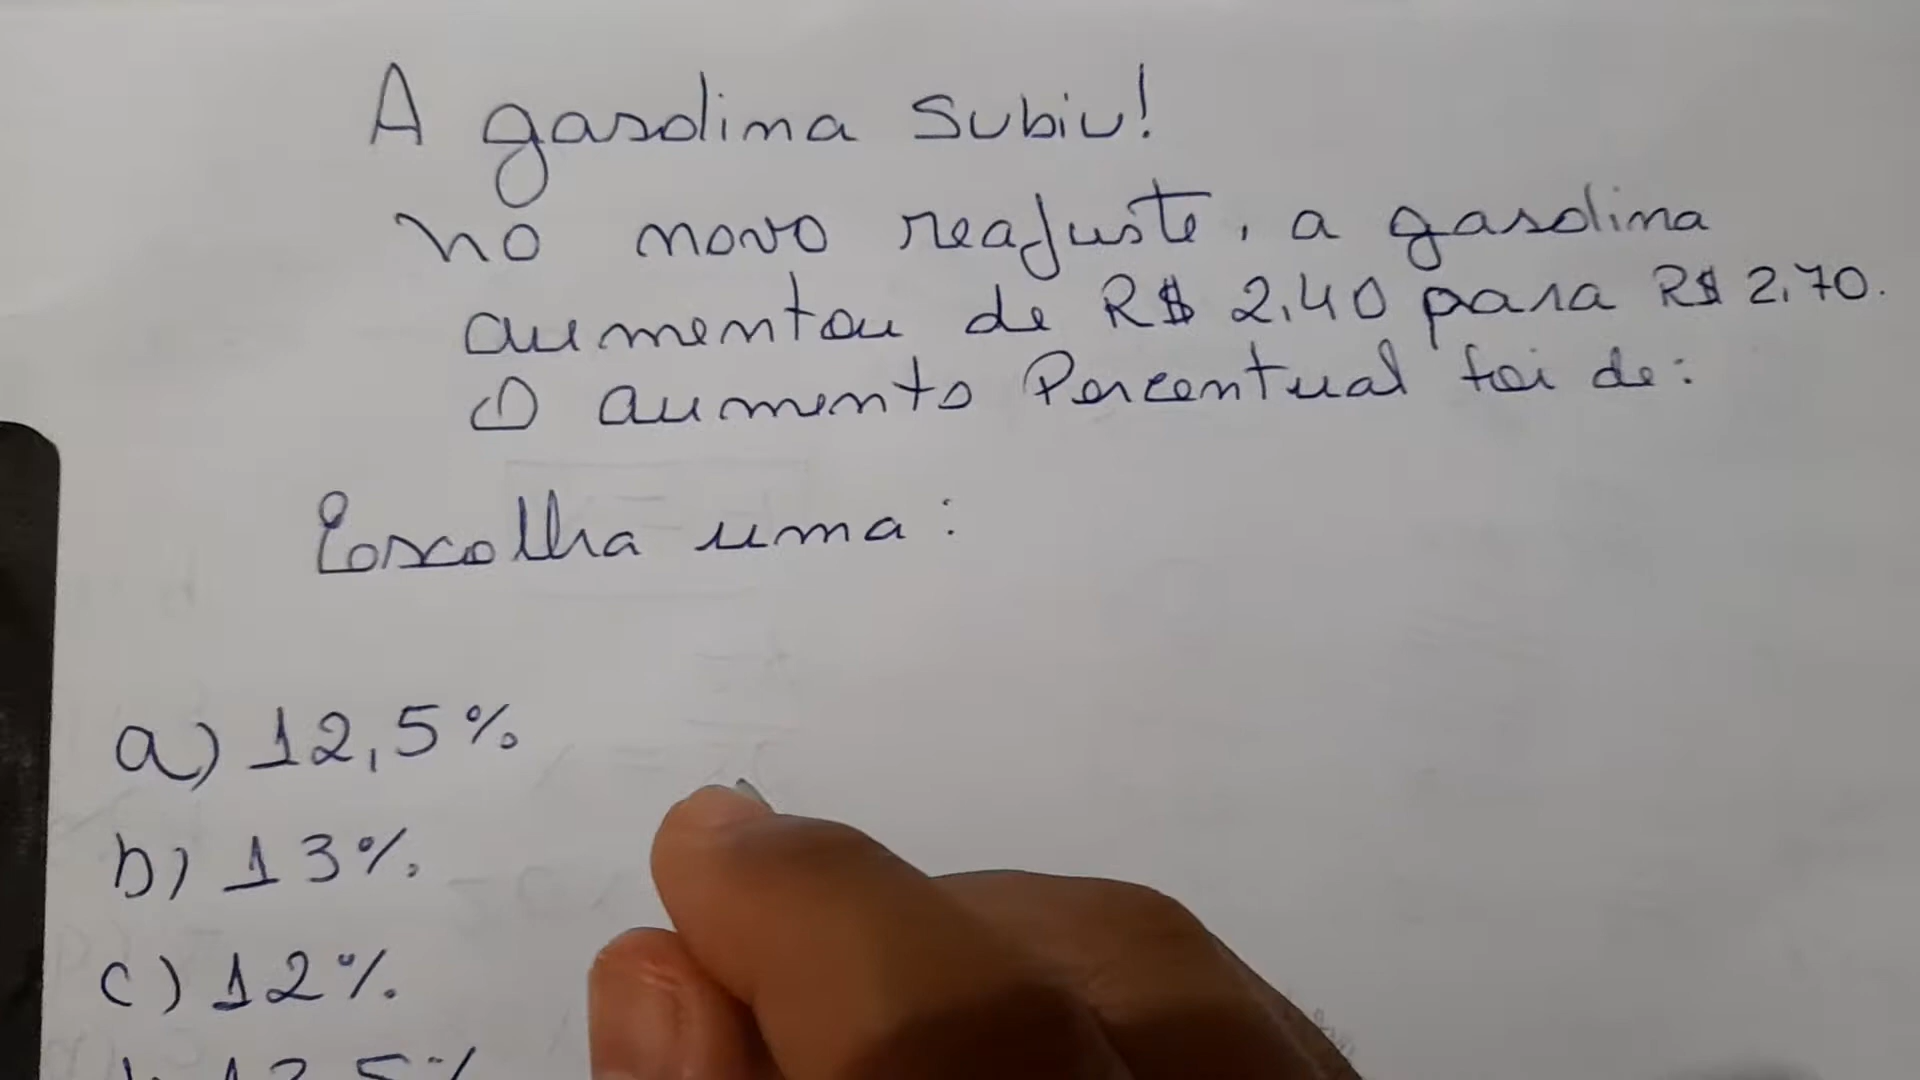 A gasolina subiu!
no novo reajuste, a gasolina
aumentou de R$ 2,40 para R$ 2,70.
O aumento Percentual foi de:
Escolha uma:
a) 12,5%
b) 13%
c) 12%